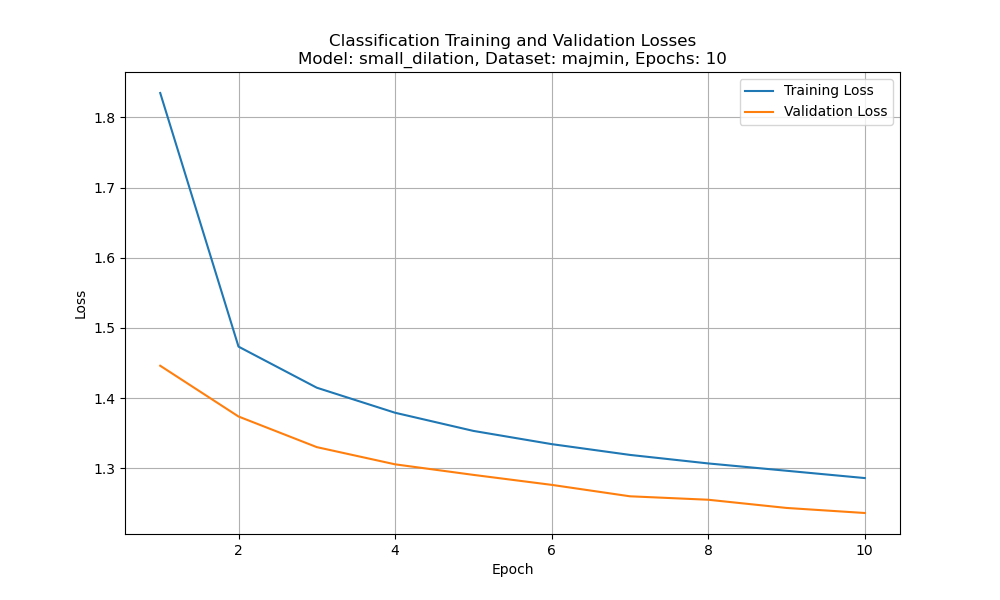 Classification Training and Validation Losses
Model: small_dilation, Dataset: majmin, Epochs: 10
Training Loss
Validation Loss
1.8
1.7
1.6
1.5
1.4
1.3
Loss
2 4 6 8 10
Epoch